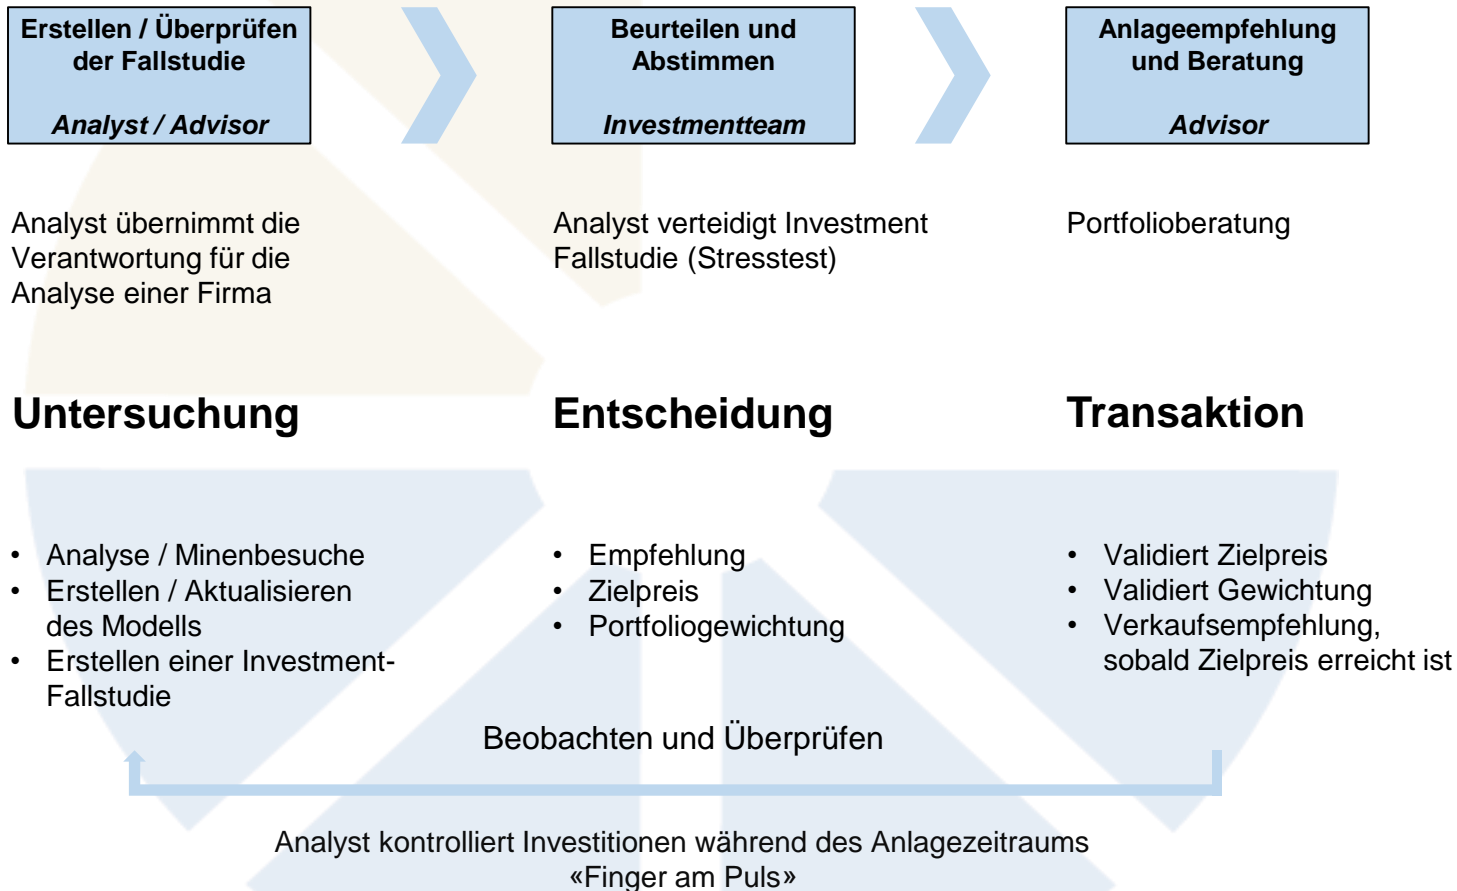 Erstellen / Überprüfen
der Fallstudie
Analyst / Advisor
Beurteilen und
Abstimmen
Investmentteam
Anlageempfehlung
und Beratung
Advisor
Analyst übernimmt die
Verantwortung für die
Analyse einer Firma
Analyst verteidigt Investment
Fallstudie (Stresstest)
Portfolioberatung
Untersuchung
Entscheidung
Transaktion
• Analyse / Minenbesuche
• Erstellen / Aktualisieren
des Modells
• Erstellen einer Investment-
Fallstudie
• Empfehlung
• Zielpreis
• Portfoliogewichtung
• Validiert Zielpreis
• Validiert Gewichtung
• Verkaufsempfehlung,
sobald Zielpreis erreicht ist
Beobachten und Überprüfen
Analyst kontrolliert Investitionen während des Anlagezeitraums
«Finger am Puls»